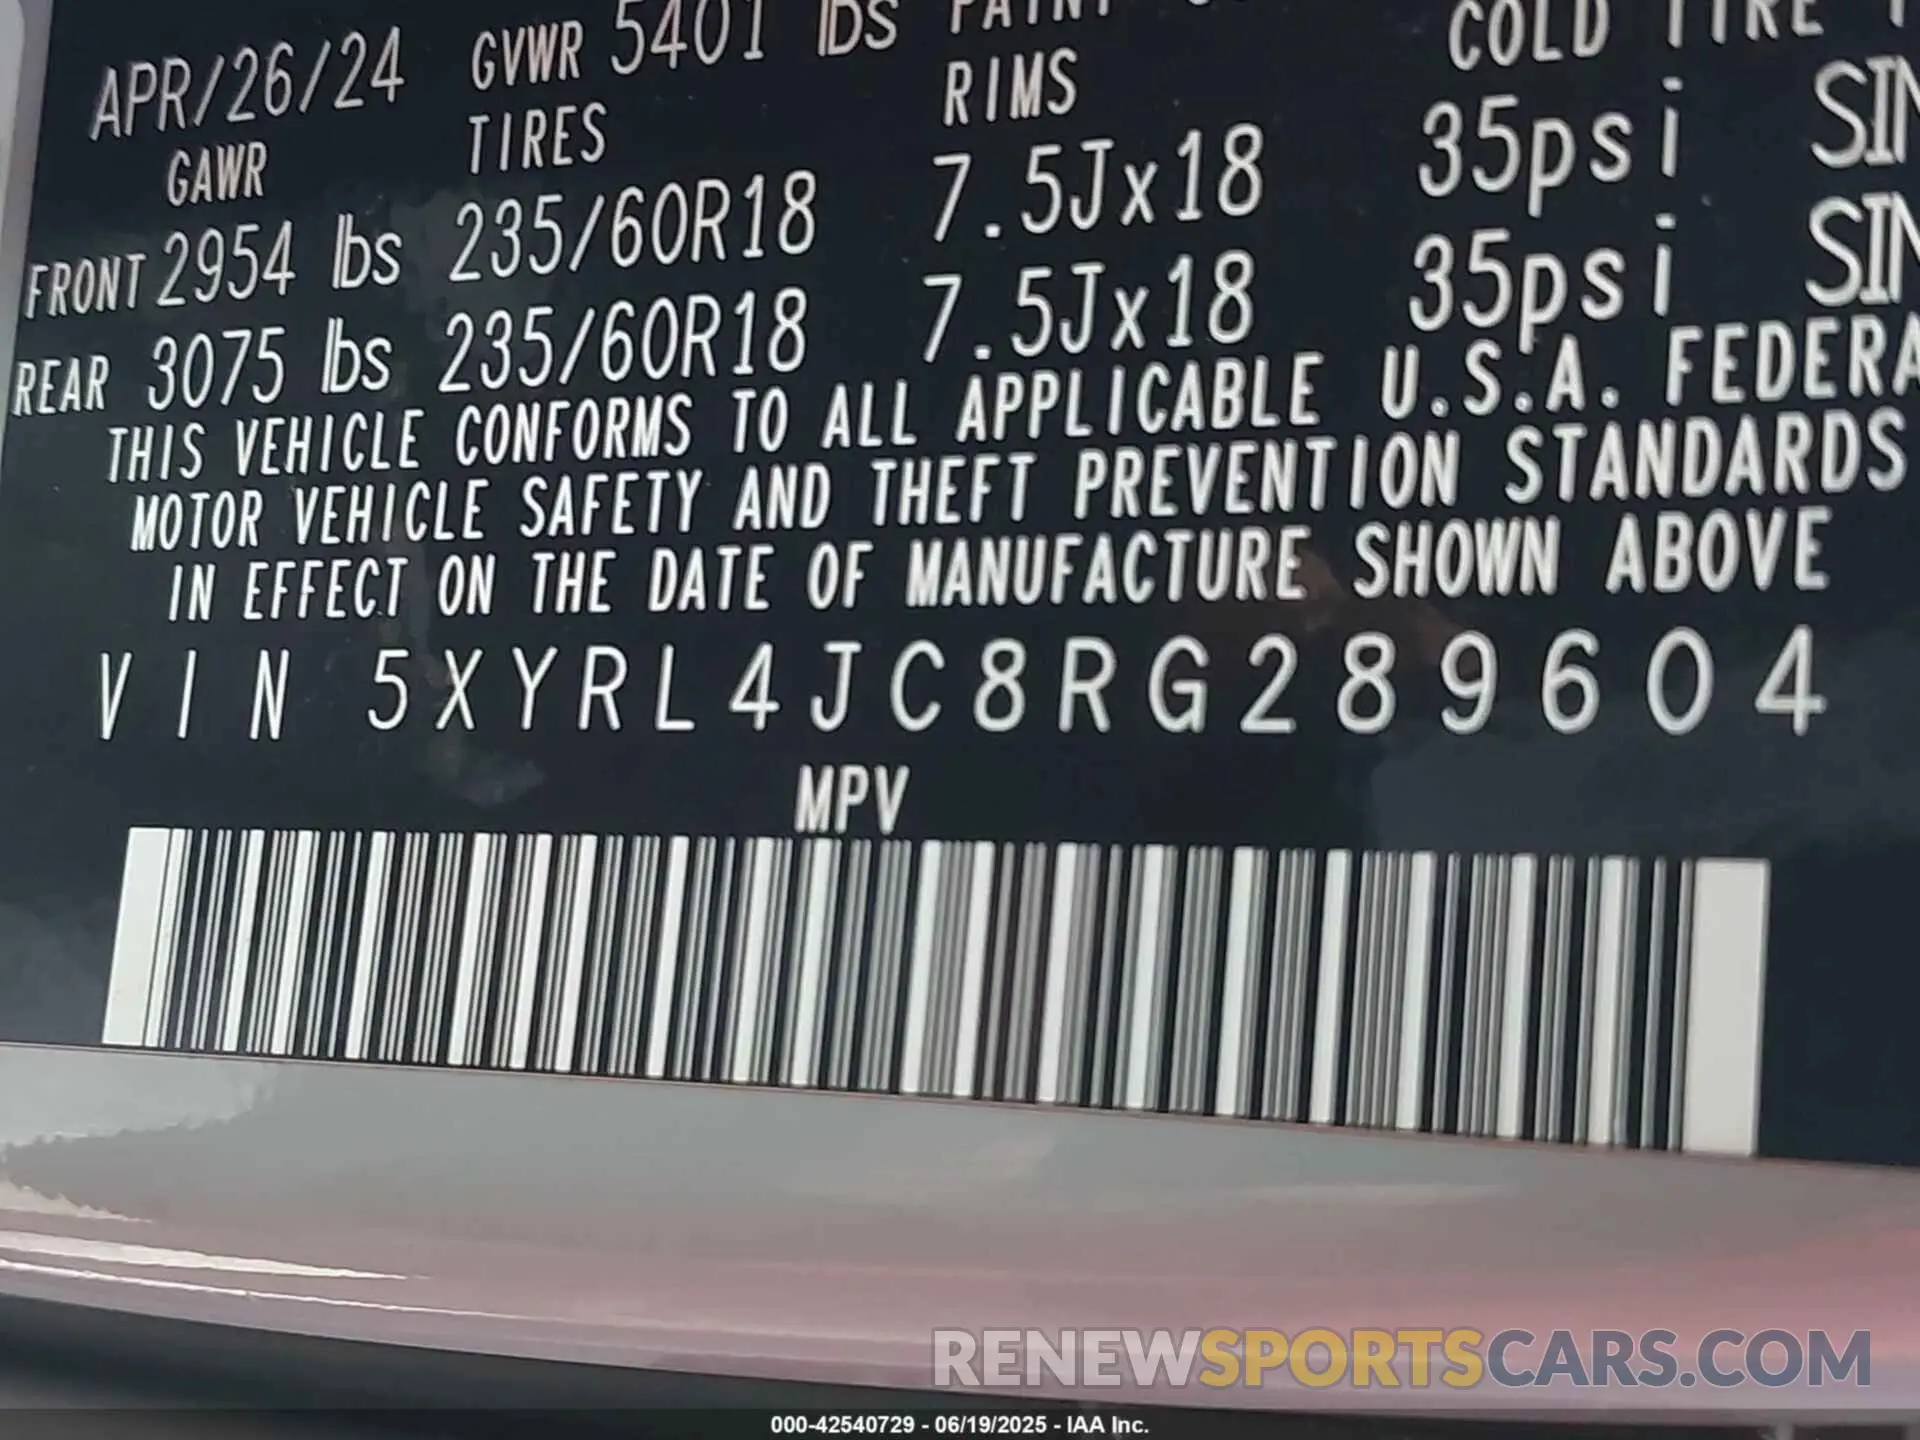 APR/26/24 GVWR 5401 lbs PAINT
GAWR TIRES RIMS COLD TIRE
FRONT 2954 lbs 235/60R18 7.5Jx18 35psi SIN
REAR 3075 lbs 235/60R18 7.5Jx18 35psi SIN
THIS VEHICLE CONFORMS TO ALL APPLICABLE U.S.A. FEDERA
MOTOR VEHICLE SAFETY AND THEFT PREVENTION STANDARDS
IN EFFECT ON THE DATE OF MANUFACTURE SHOWN ABOVE
VIN 5XYRL4JC8RG289604
MPV
RENEWSPORTSCARS.COM
000-42540729 - 06/19/2025 - IAA Inc.